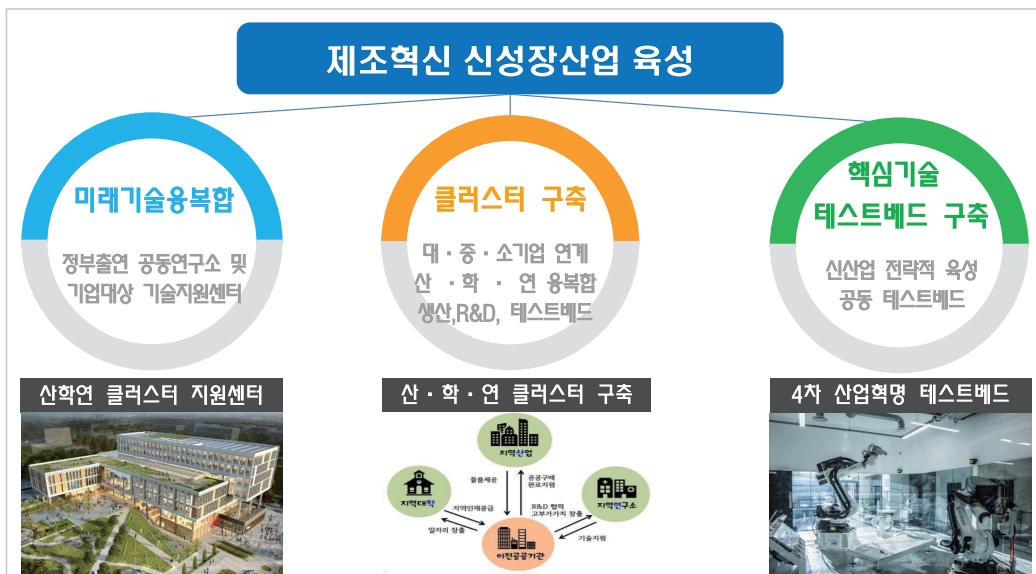 제조혁신 신성장산업 육성
미래기술융복합
정부출연 공동연구소 및
기업대상 기술지원센터
클러스터 구축
대・중・소기업 연계
산 ・학・ 연 융복합
생산,R&D, 테스트베드
핵심기술
테스트베드 구축
신산업 전략적 육성
공동 테스트베드
산학연 클러스터 지원센터
산・학・연 클러스터 구축
지역산업
물품제공
공공구매
판로지원
지역대학
지역인재공급
일자리 창출
R&D 협력
고부가가치 창출
지역연구소
기술지원
이전공공기관
4차 산업혁명 테스트베드